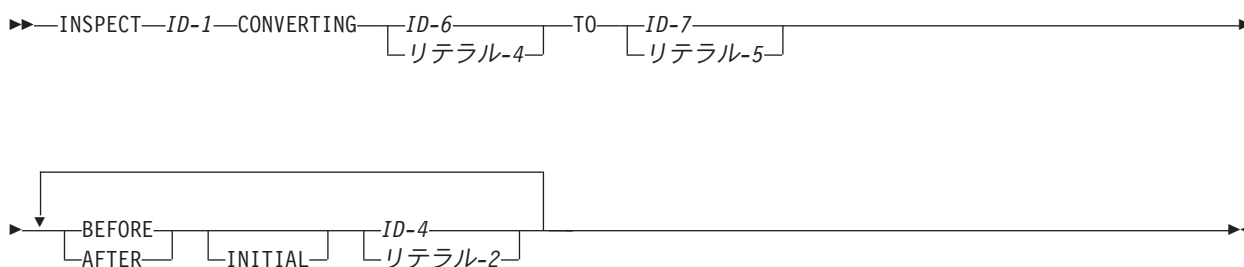 INSPECT ID-1 CONVERTING ID-6 TO ID-7
リテラル-4 リテラル-5
BEFORE ID-4
AFTER INITIAL リテラル-2